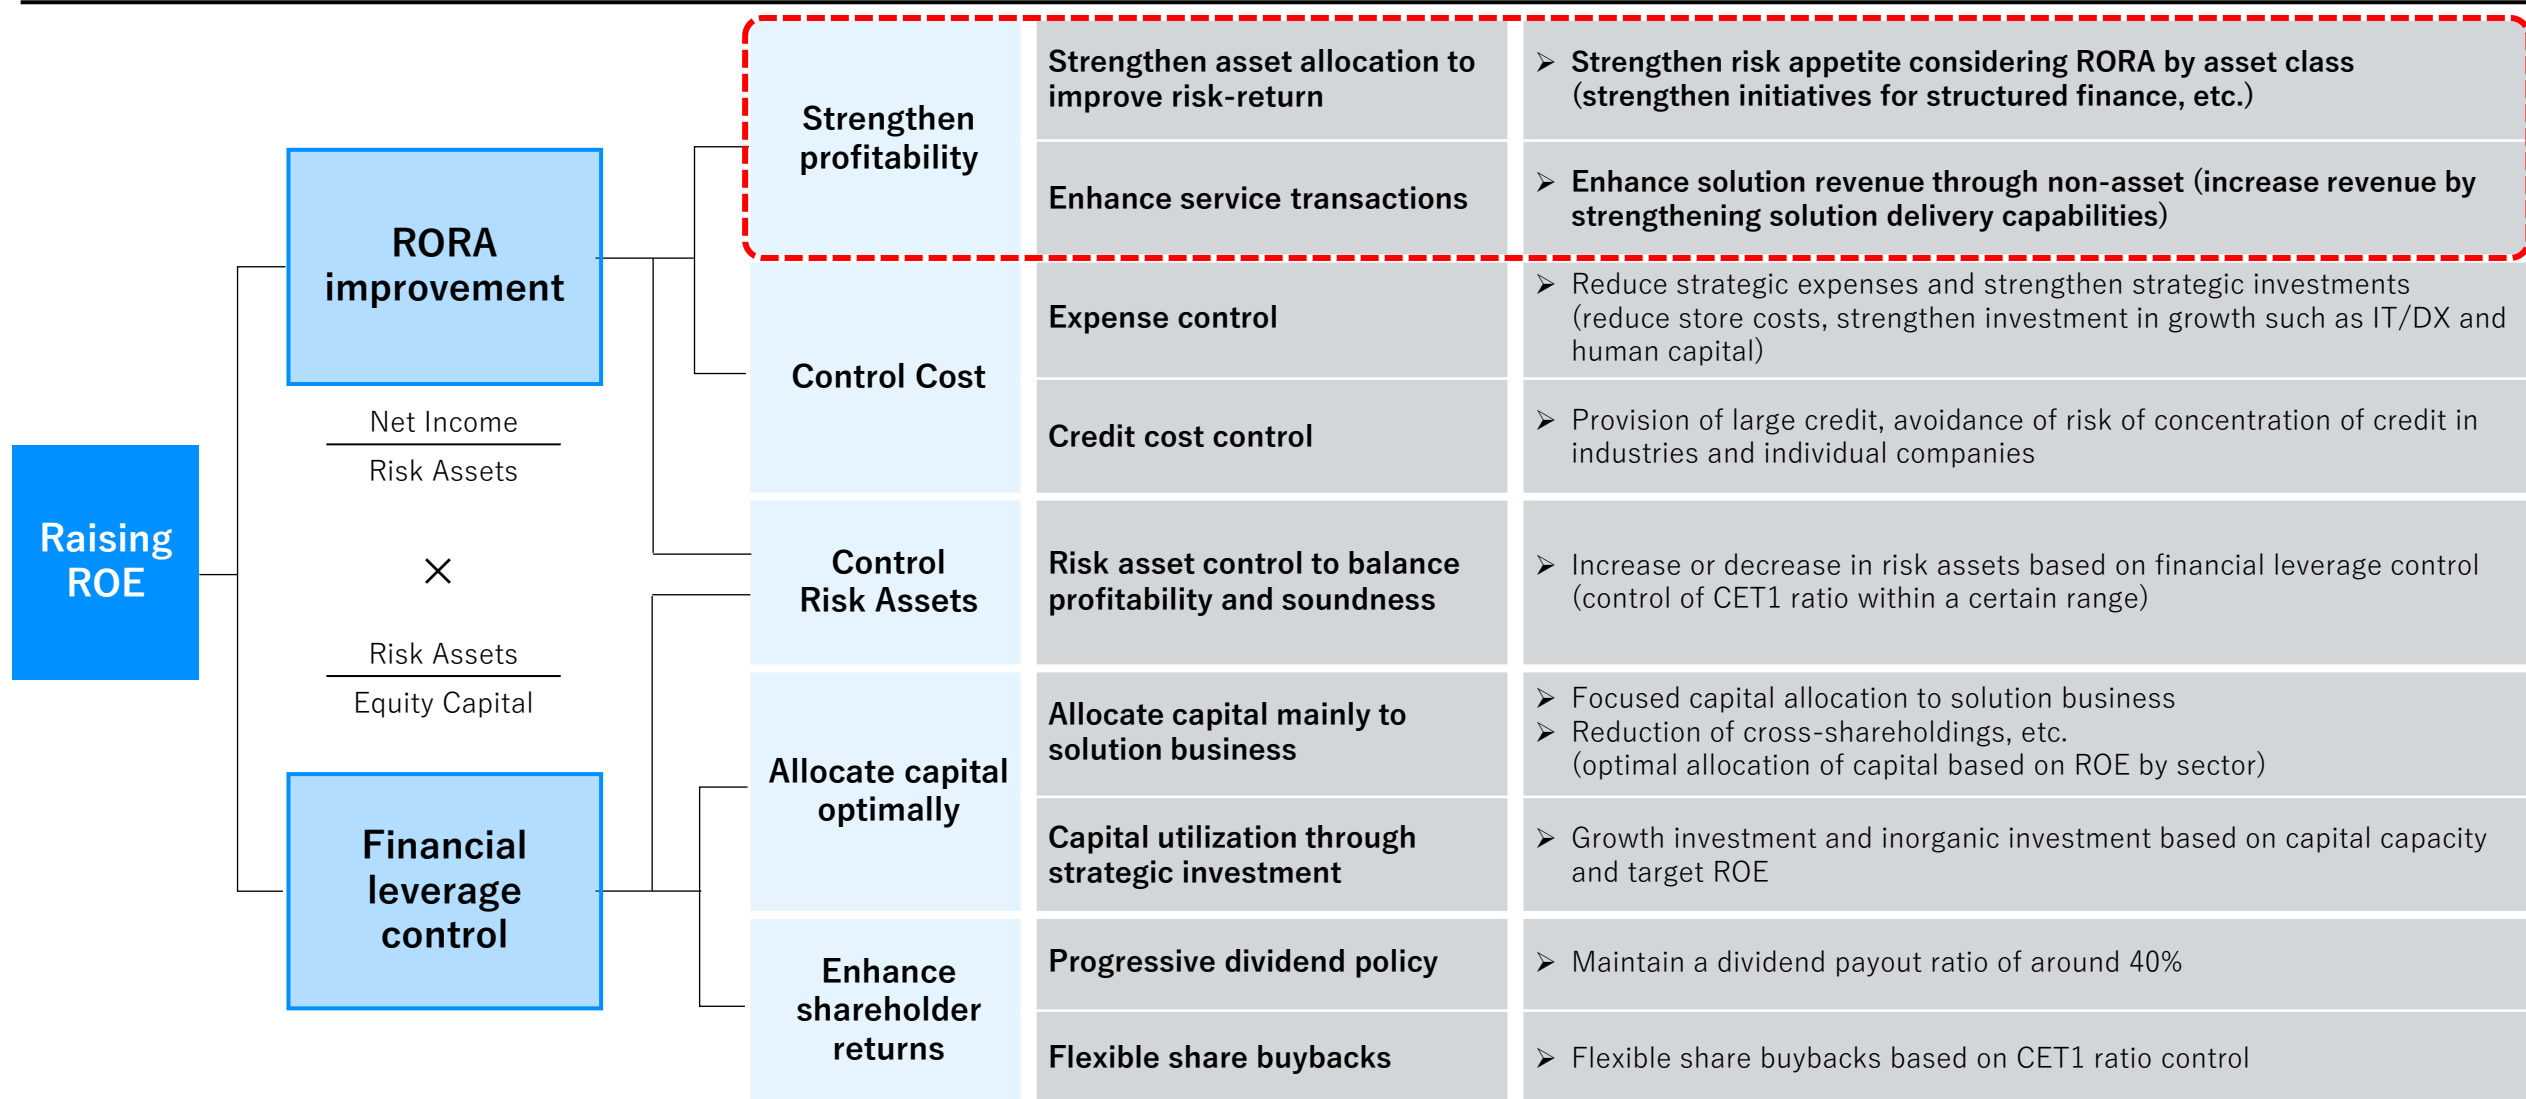 Raising
ROE
RORA
improvement
Net Income
Risk Assets
×
Risk Assets
Equity Capital
Financial
leverage
control
Strengthen
profitability
Strengthen asset allocation to
improve risk-return
➢ Strengthen risk appetite considering RORA by asset class
(strengthen initiatives for structured finance, etc.)
Enhance service transactions
➢ Enhance solution revenue through non-asset (increase revenue by
strengthening solution delivery capabilities)
Control Cost
Expense control
➢ Reduce strategic expenses and strengthen strategic investments
(reduce store costs, strengthen investment in growth such as IT/DX and
human capital)
Credit cost control
➢ Provision of large credit, avoidance of risk of concentration of credit in
industries and individual companies
Control
Risk Assets
Risk asset control to balance
profitability and soundness
➢ Increase or decrease in risk assets based on financial leverage control
(control of CET1 ratio within a certain range)
Allocate capital
optimally
Allocate capital mainly to
solution business
➢ Focused capital allocation to solution business
➢ Reduction of cross-shareholdings, etc.
(optimal allocation of capital based on ROE by sector)
Capital utilization through
strategic investment
➢ Growth investment and inorganic investment based on capital capacity
and target ROE
Enhance
shareholder
returns
Progressive dividend policy
➢ Maintain a dividend payout ratio of around 40%
Flexible share buybacks
➢ Flexible share buybacks based on CET1 ratio control